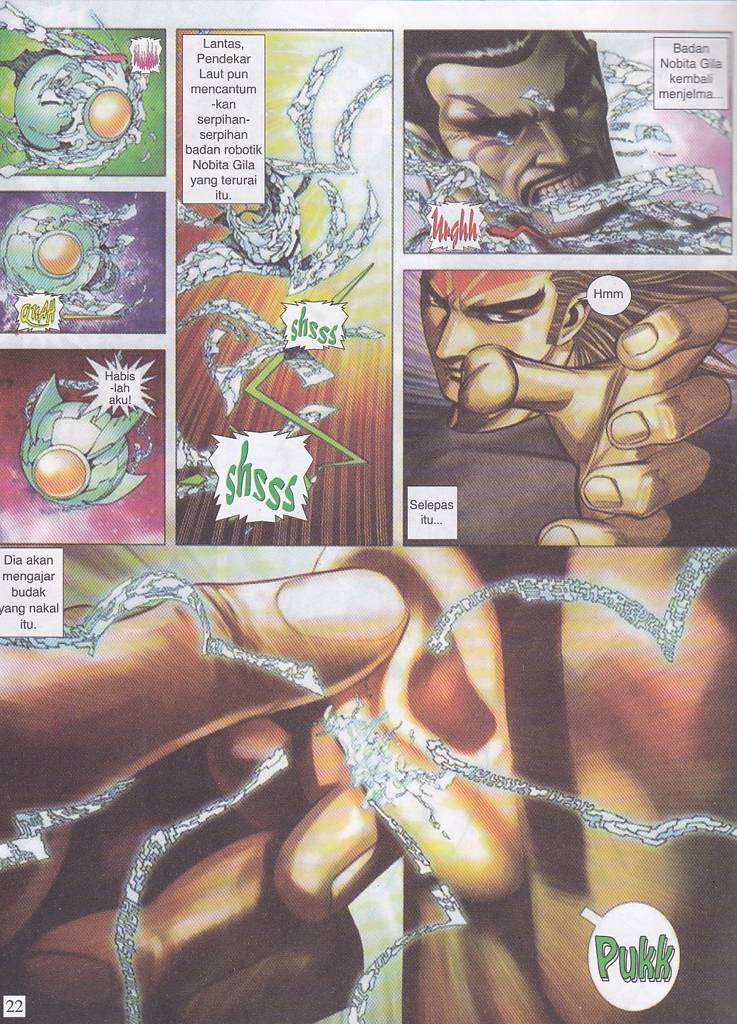 Lantas,
Pendekar
Laut pun
mencantum
-kan
serpihan-
serpihan
badan robotik
Nobita Gila
yang terurai
itu.
Badan
Nobita Gila
kembali
menjelma...
Urghh
shsss
shsss
Hmm
Habis
-lah
aku!
Selepas
itu...
Dia akan
mengajar
budak
yang nakal
itu.
Pukk
22